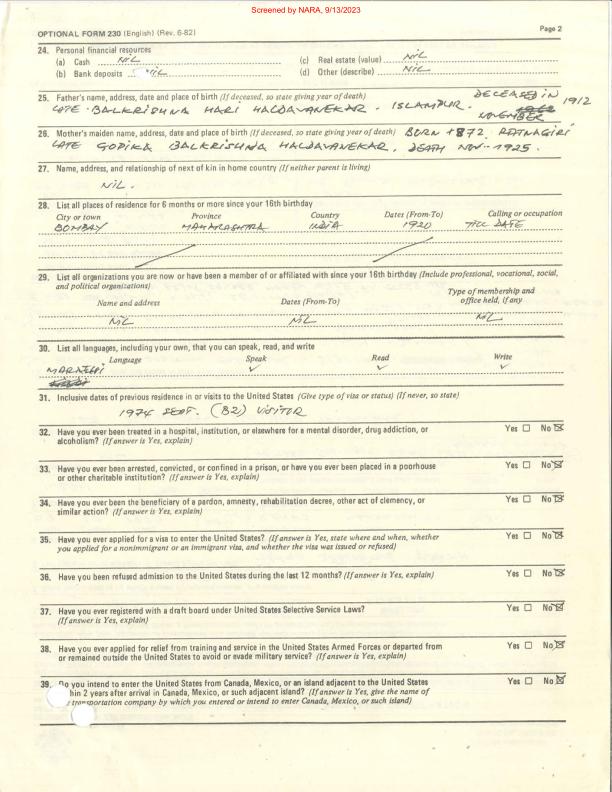 Screened by NARA, 9/13/2023
OPTIONAL FORM 230 (English) (Rev. 6-82)
Page 2
24. Personal financial resources
(a) Cash NIL (c) Real estate (value) NIL
(b) Bank deposits NIL (d) Other (describe) NIL
25. Father's name, address, date and place of birth (If deceased, so state giving year of death) DECEASED IN
LATE BALKRISHNA HARI HALDAVANEKAR. ISLAMPUR. NOVEMBER 1912
26. Mother's maiden name, address, date and place of birth (If deceased, so state giving year of death) BORN 1872. RATNAGIRI
LATE GOPIKA BALKRISHNA HALDAVANEKAR. DEATH NOV-1925.
27. Name, address, and relationship of next of kin in home country (If neither parent is living)
NIL.
28. List all places of residence for 6 months or more since your 16th birthday
City or town Province Country Dates (From-To) Calling or occupation
BOMBAY MAHARASHTRA INDIA 1920 TILL DATE
29. List all organizations you are now or have been a member of or affiliated with since your 16th birthday (Include professional, vocational, social,
and political organizations)
Name and address Dates (From-To) Type of membership and
office held, if any
NIL NIL NIL
30. List all languages, including your own, that you can speak, read, and write
Language Speak Read Write
MARATHI ✓ ✓ ✓
31. Inclusive dates of previous residence in or visits to the United States (Give type of visa or status) (If never, so state)
1974 SEPT. (B2) VISITOR
32. Have you ever been treated in a hospital, institution, or elsewhere for a mental disorder, drug addiction, or Yes ☐ No ☒
alcoholism? (If answer is Yes, explain)
33. Have you ever been arrested, convicted, or confined in a prison, or have you ever been placed in a poorhouse Yes ☐ No ☒
or other charitable institution? (If answer is Yes, explain)
34. Have you ever been the beneficiary of a pardon, amnesty, rehabilitation decree, other act of clemency, or Yes ☐ No ☒
similar action? (If answer is Yes, explain)
35. Have you ever applied for a visa to enter the United States? (If answer is Yes, state where and when, whether Yes ☐ No ☒
you applied for a nonimmigrant or an immigrant visa, and whether the visa was issued or refused)
36. Have you been refused admission to the United States during the last 12 months? (If answer is Yes, explain) Yes ☐ No ☒
37. Have you ever registered with a draft board under United States Selective Service Laws? Yes ☐ No ☒
(If answer is Yes, explain)
38. Have you ever applied for relief from training and service in the United States Armed Forces or departed from Yes ☐ No ☒
or remained outside the United States to avoid or evade military service? (If answer is Yes, explain)
39. Do you intend to enter the United States from Canada, Mexico, or an island adjacent to the United States Yes ☐ No ☒
hin 2 years after arrival in Canada, Mexico, or such adjacent island? (If answer is Yes, give the name of
transportation company by which you entered or intend to enter Canada, Mexico, or such island)